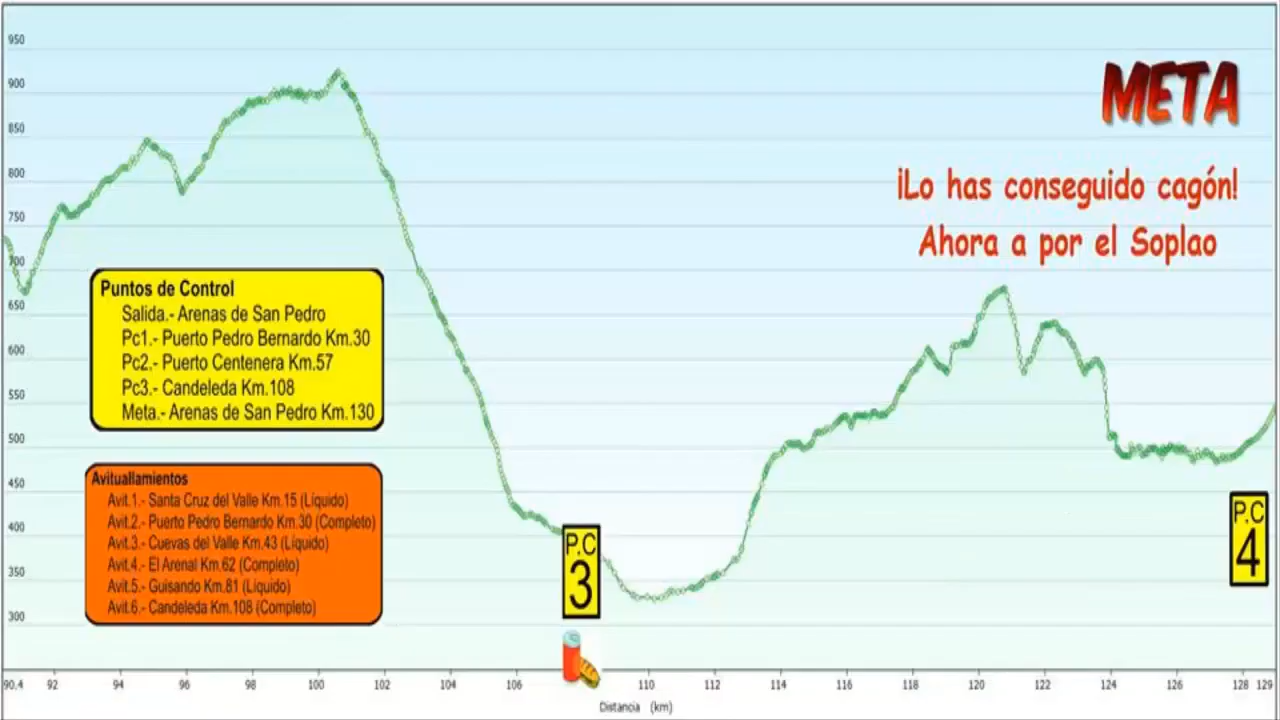 950
900
850
800
750
700
650
600
550
500
450
400
350
300
META
¡Lo has conseguido cagón!
Ahora a por el Soplao
Puntos de Control
Salida.- Arenas de San Pedro
Pc1.- Puerto Pedro Bernardo Km.30
Pc2.- Puerto Centenera Km.57
Pc3.- Candeleda Km.108
Meta.- Arenas de San Pedro Km.130
Avituallamientos
Avit.1.- Santa Cruz del Valle Km.15 (Líquido)
Avit.2.- Puerto Pedro Bernardo Km.30 (Completo)
Avit.3.- Cuevas del Valle Km.43 (Líquido)
Avit.4.- El Arenal Km.62 (Completo)
Avit.5.- Guisando Km.81 (Líquido)
Avit.6.- Candeleda Km.108 (Completo)
P.C
3
P.C
4
90.4 92 94 96 98 100 102 104 106 110 112 114 116 118 120 122 124 126 128 129
Distancia (km)